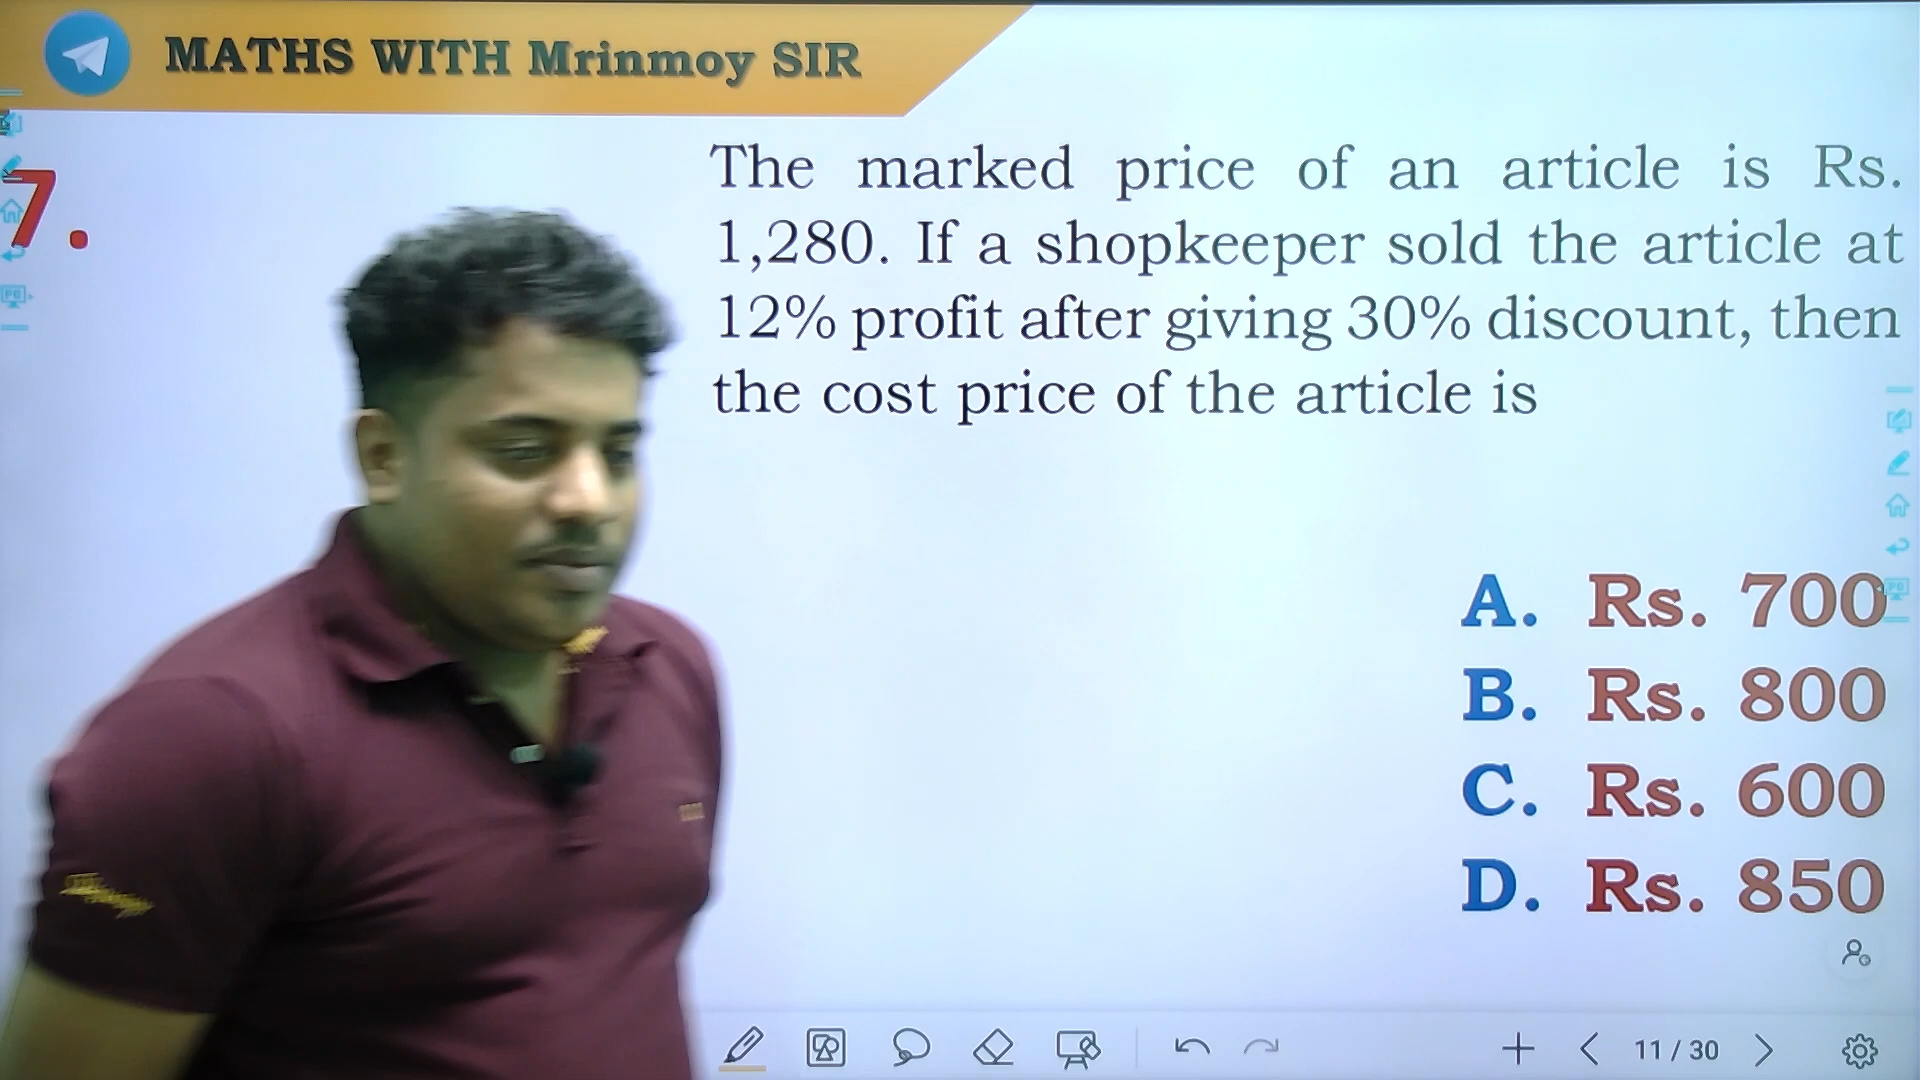 MATHS WITH Mrinmoy SIR
7.
The marked price of an article is Rs.
1,280. If a shopkeeper sold the article at
12% profit after giving 30% discount, then
the cost price of the article is
A. Rs. 700
B. Rs. 800
C. Rs. 600
D. Rs. 850
11 / 30